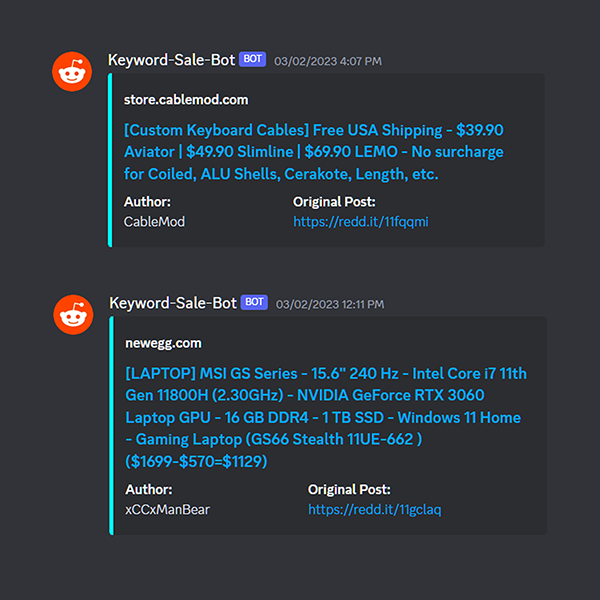 Keyword-Sale-Bot BOT 03/02/2023 4:07 PM
store.cablemod.com
[Custom Keyboard Cables] Free USA Shipping - $39.90
Aviator | $49.90 Slimline | $69.90 LEMO - No surcharge
for Coiled, ALU Shells, Cerakote, Length, etc.
Author: Original Post:
CableMod https://redd.it/11fqqmi
Keyword-Sale-Bot BOT 03/02/2023 12:11 PM
newegg.com
[LAPTOP] MSI GS Series - 15.6" 240 Hz - Intel Core i7 11th
Gen 11800H (2.30GHz) - NVIDIA GeForce RTX 3060
Laptop GPU - 16 GB DDR4 - 1 TB SSD - Windows 11 Home
- Gaming Laptop (GS66 Stealth 11UE-662 )
($1699-$570=$1129)
Author: Original Post:
xCCxManBear https://redd.it/11gclaq